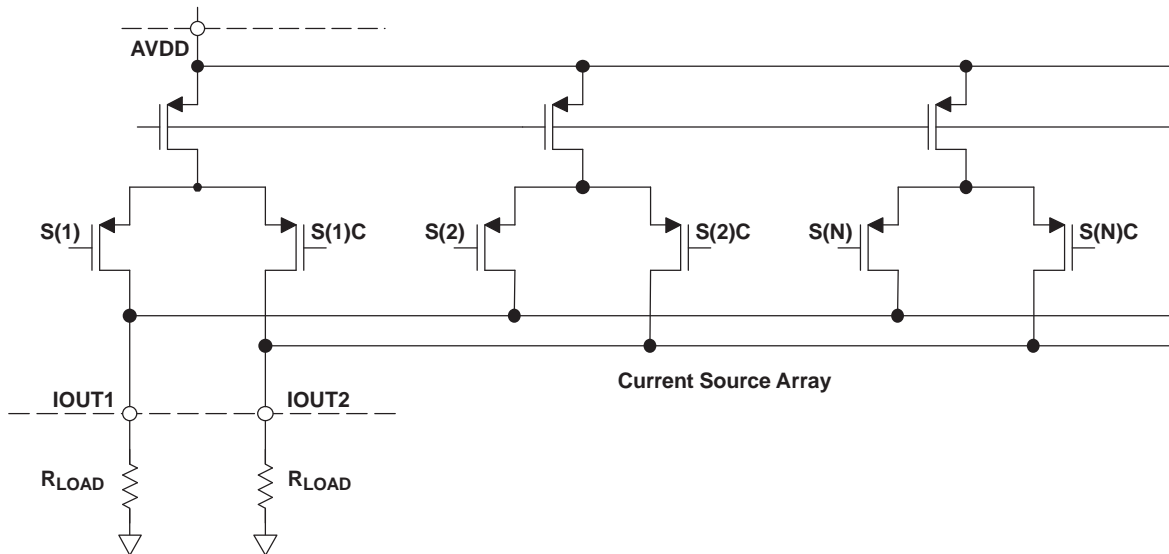 AVDD
S(1)
S(1)C
S(2)
S(2)C
S(N)
S(N)C
Current Source Array
IOUT1
IOUT2
RLOAD
RLOAD